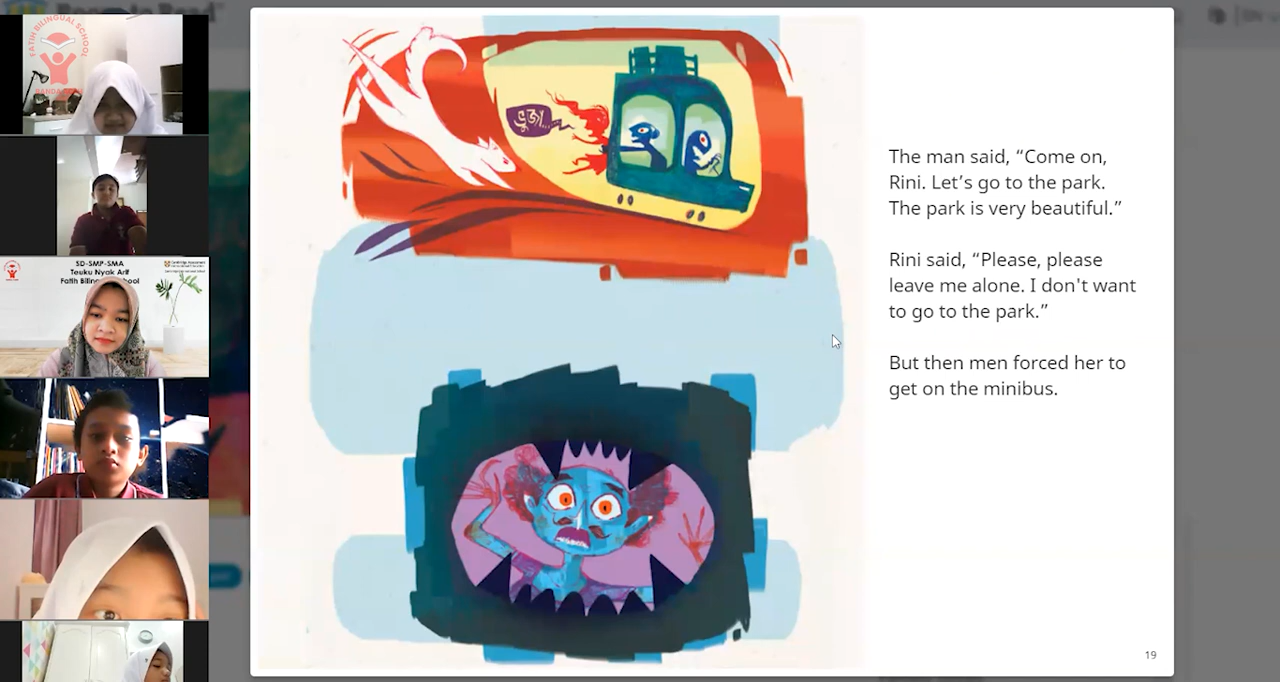 FATIH BILINGUAL SCHOOL
SD-SMP-SMA
Teuku Nyak Arif
ভুজা
The man said, “Come on,
Rini. Let’s go to the park.
The park is very beautiful.”
Rini said, “Please, please
leave me alone. I don't want
to go to the park.”
But then men forced her to
get on the minibus.
19